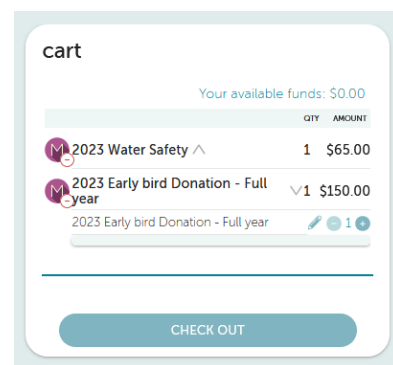 cart
Your available funds: $0.00
QTY AMOUNT
M 2023 Water Safety 1 $65.00
M 2023 Early bird Donation - Full year 1 $150.00
2023 Early bird Donation - Full year 1
CHECK OUT